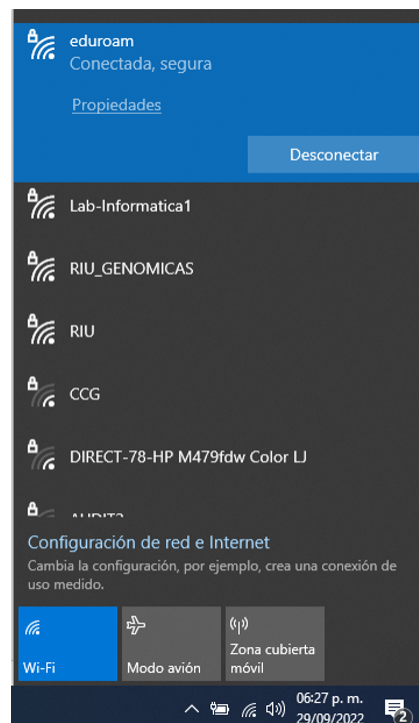 eduroam
Conectada, segura
Propiedades
Desconectar
Lab-Informatica1
RIU_GENOMICAS
RIU
CCG
DIRECT-78-HP M479fdw Color LJ
Configuración de red e Internet
Cambia la configuración, por ejemplo, crea una conexión de
uso medido.
Wi-Fi
Modo avión
Zona cubierta
móvil
06:27 p. m.
29/09/2022
2